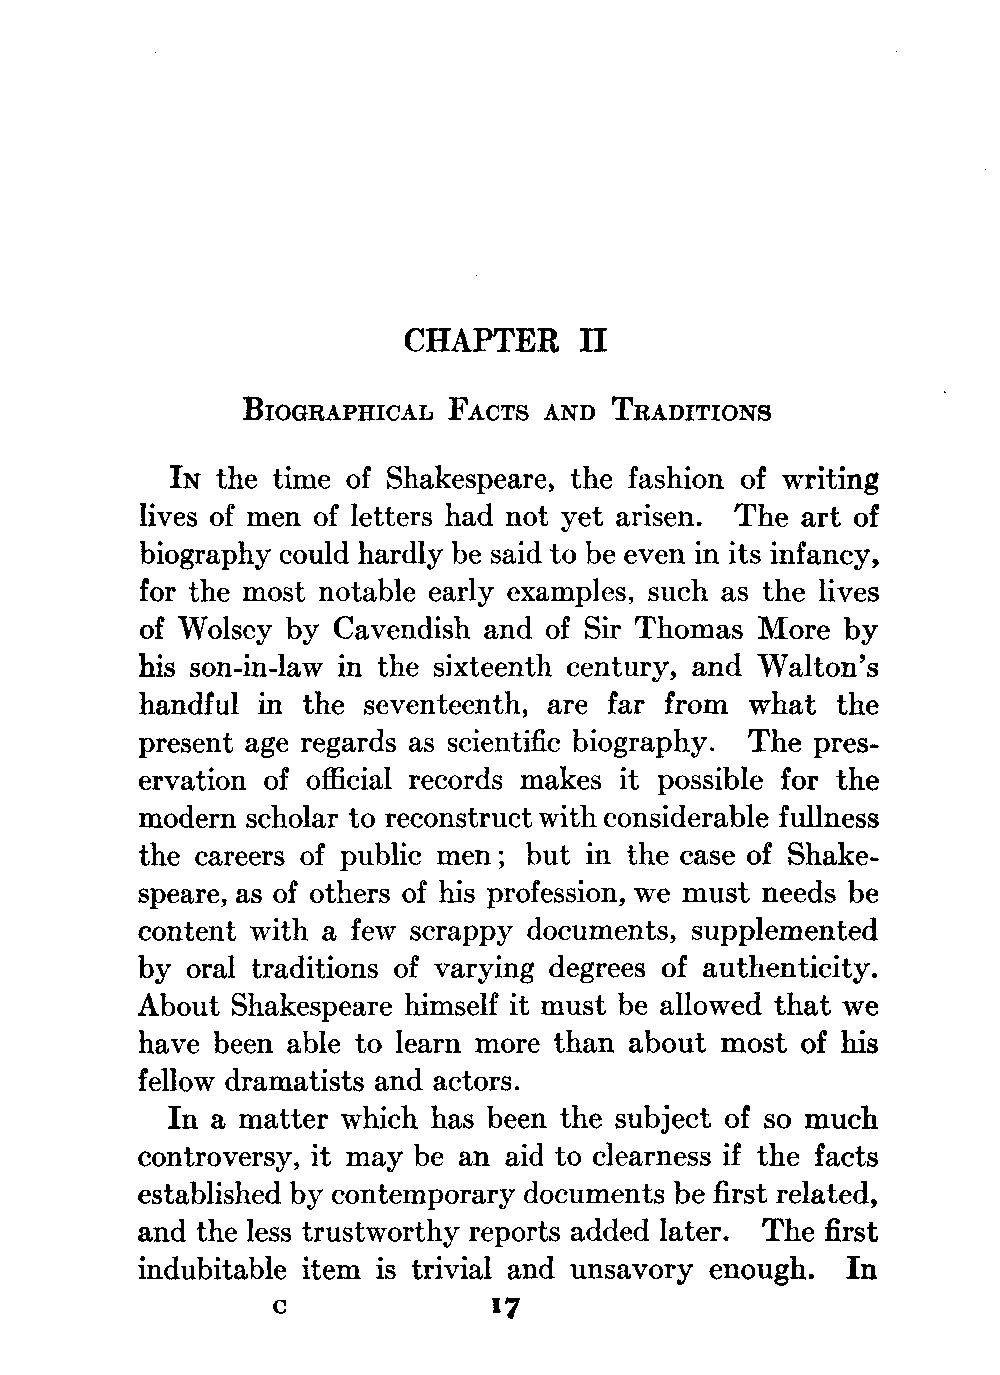 CHAPTER II
BIOGRAPHICAL FACTS AND TRADITIONS
IN the time of Shakespeare, the fashion of writing
lives of men of letters had not yet arisen. The art of
biography could hardly be said to be even in its infancy,
for the most notable early examples, such as the lives
of Wolsey by Cavendish and of Sir Thomas More by
his son-in-law in the sixteenth century, and Walton's
handful in the seventeenth, are far from what the
present age regards as scientific biography. The pres-
ervation of official records makes it possible for the
modern scholar to reconstruct with considerable fullness
the careers of public men; but in the case of Shake-
speare, as of others of his profession, we must needs be
content with a few scrappy documents, supplemented
by oral traditions of varying degrees of authenticity.
About Shakespeare himself it must be allowed that we
have been able to learn more than about most of his
fellow dramatists and actors.
In a matter which has been the subject of so much
controversy, it may be an aid to clearness if the facts
established by contemporary documents be first related,
and the less trustworthy reports added later. The first
indubitable item is trivial and unsavory enough. In
C 17